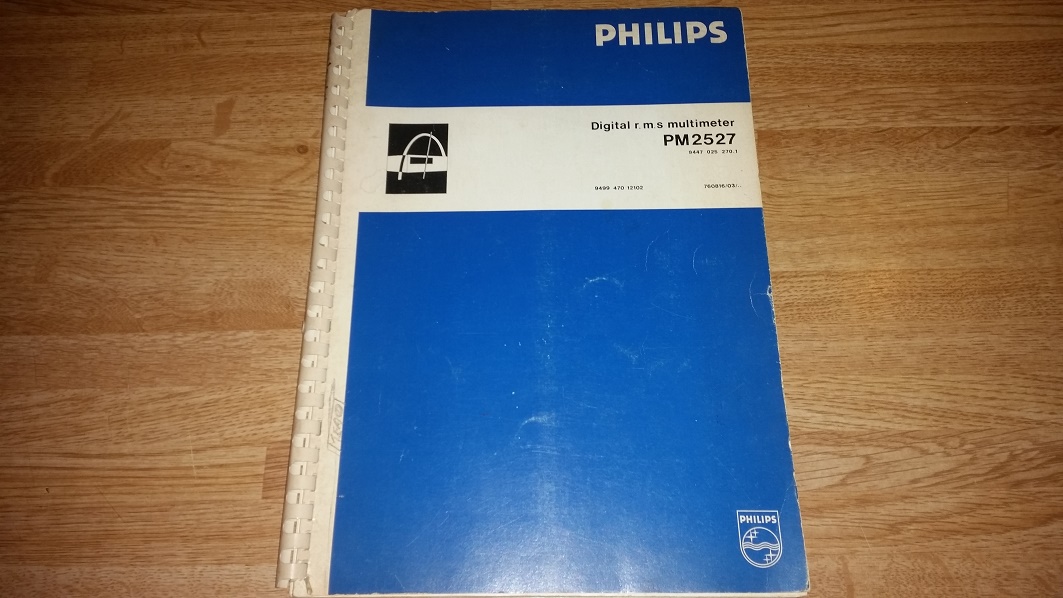 PHILIPS
Digital r.m.s multimeter
PM2527
9447 025 270.1
9499 470 12102 760816/03/..
PHILIPS